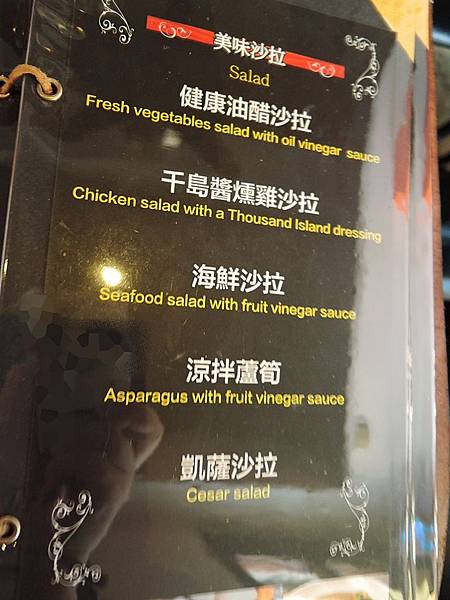 美味沙拉
Salad
健康油醋沙拉
Fresh vegetables salad with oil vinegar sauce
千島醬燻雞沙拉
Chicken salad with a Thousand Island dressing
海鮮沙拉
Seafood salad with fruit vinegar sauce
涼拌蘆筍
Asparagus with fruit vinegar sauce
凱薩沙拉
Cesar salad